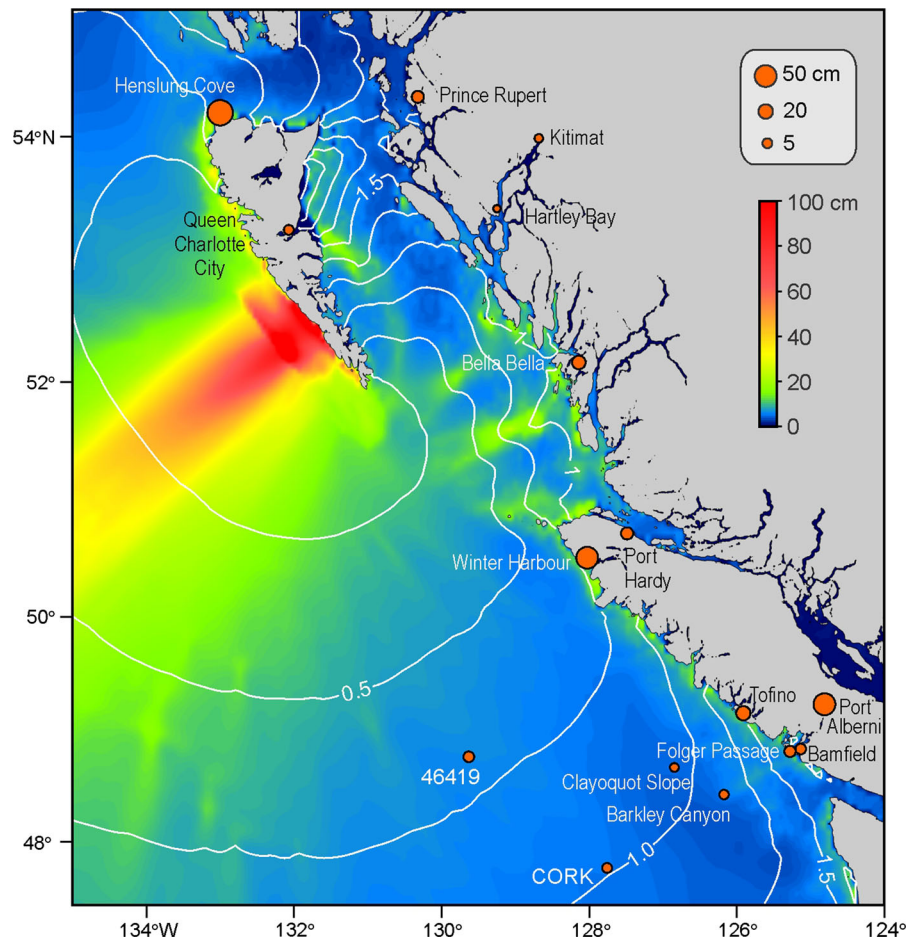 50 cm
20
5
Henslung Cove
Prince Rupert
54°N
Kitimat
1.5
Hartley Bay
100 cm
80
60
40
20
0
Queen
Charlotte
City
1
Bella Bella
52°
1
Winter Harbour
Port
Hardy
50°
0.5
Tofino
Port
Alberni
Folger Passage
Bamfield
46419
Clayoquot Slope
Barkley Canyon
48°
1.0
CORK
1.5
134°W
132°
130°
128°
126°
124°